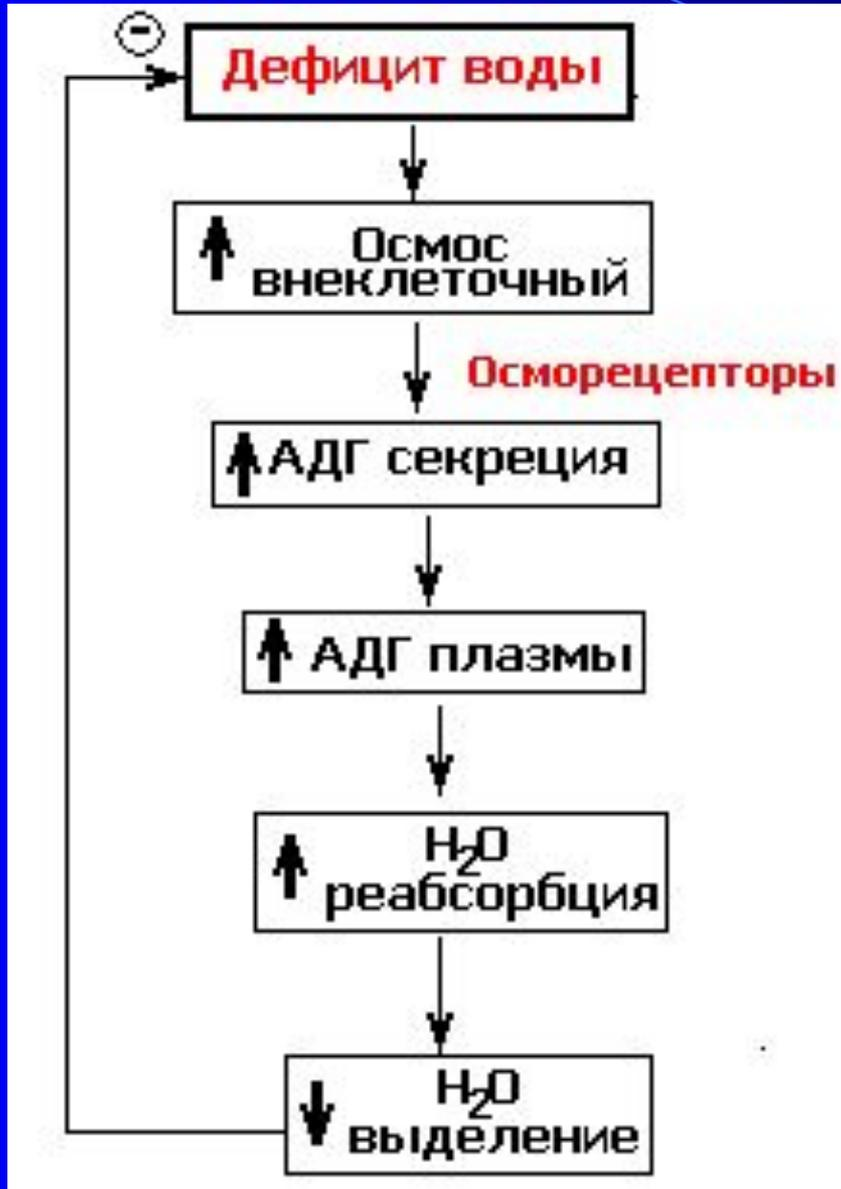 -
Дефицит воды
Осмос
внеклеточный
Осморецепторы
АДГ секреция
АДГ плазмы
H₂O
реабсорбция
H₂O
выделение